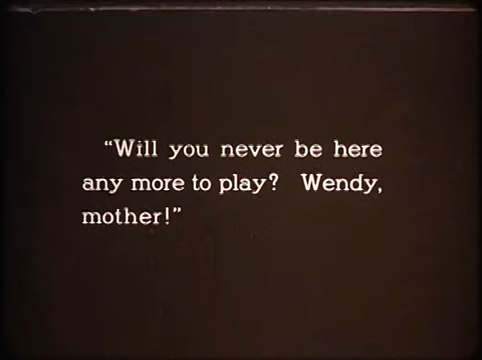 “Will you never be here
any more to play?  Wendy,
mother!”